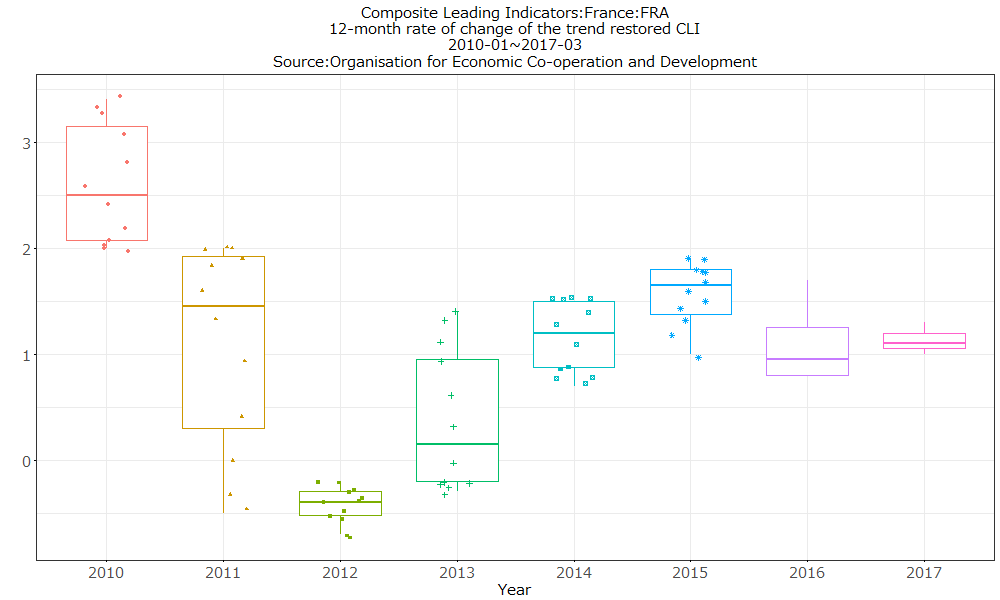 Composite Leading Indicators:France:FRA
12-month rate of change of the trend restored CLI
2010-01~2017-03
Source:Organisation for Economic Co-operation and Development
3
2
1
0
2010 2011 2012 2013 2014 2015 2016 2017
Year